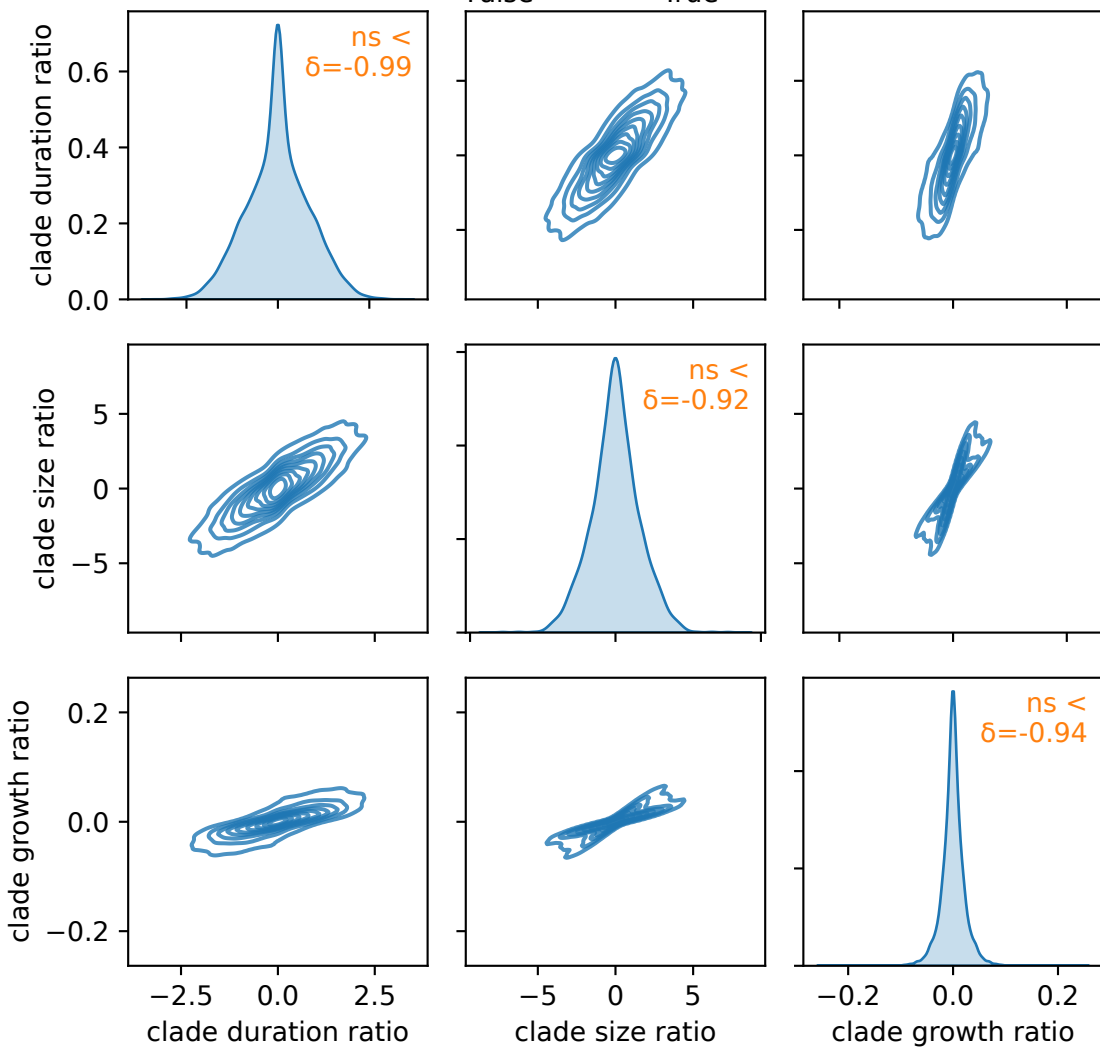 True
ns <
δ=-0.99
clade duration ratio
0.6
0.4
0.2
0.0
ns <
δ=-0.92
clade size ratio
5
0
−5
ns <
δ=-0.94
clade growth ratio
0.2
0.0
−0.2
−2.5 0.0 2.5
−5 0 5
−0.2 0.0 0.2
clade duration ratio
clade size ratio
clade growth ratio